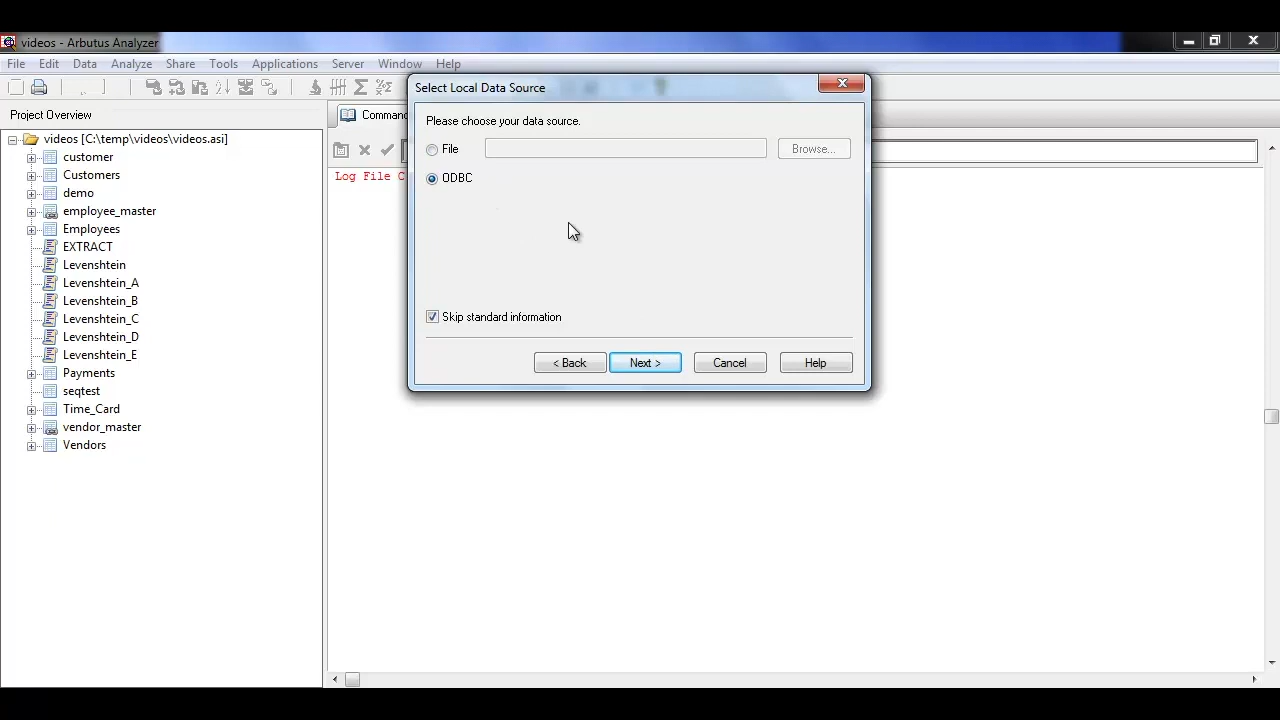 videos - Arbutus Analyzer
File Edit Data Analyze Share Tools Applications Server Window Help
Project Overview
videos [C:\temp\videos\videos.asi]
customer
Customers
demo
employee_master
Employees
EXTRACT
Levenshtein
Levenshtein_A
Levenshtein_B
Levenshtein_C
Levenshtein_D
Levenshtein_E
Payments
seqtest
Time_Card
vendor_master
Vendors
Comman
Log File C
Select Local Data Source
Please choose your data source.
File Browse...
ODBC
Skip standard information
< Back Next > Cancel Help